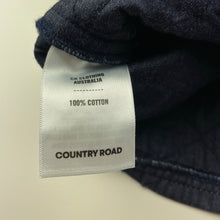 CR CLOTHING
AUSTRALIA
100% COTTON
COUNTRY ROAD